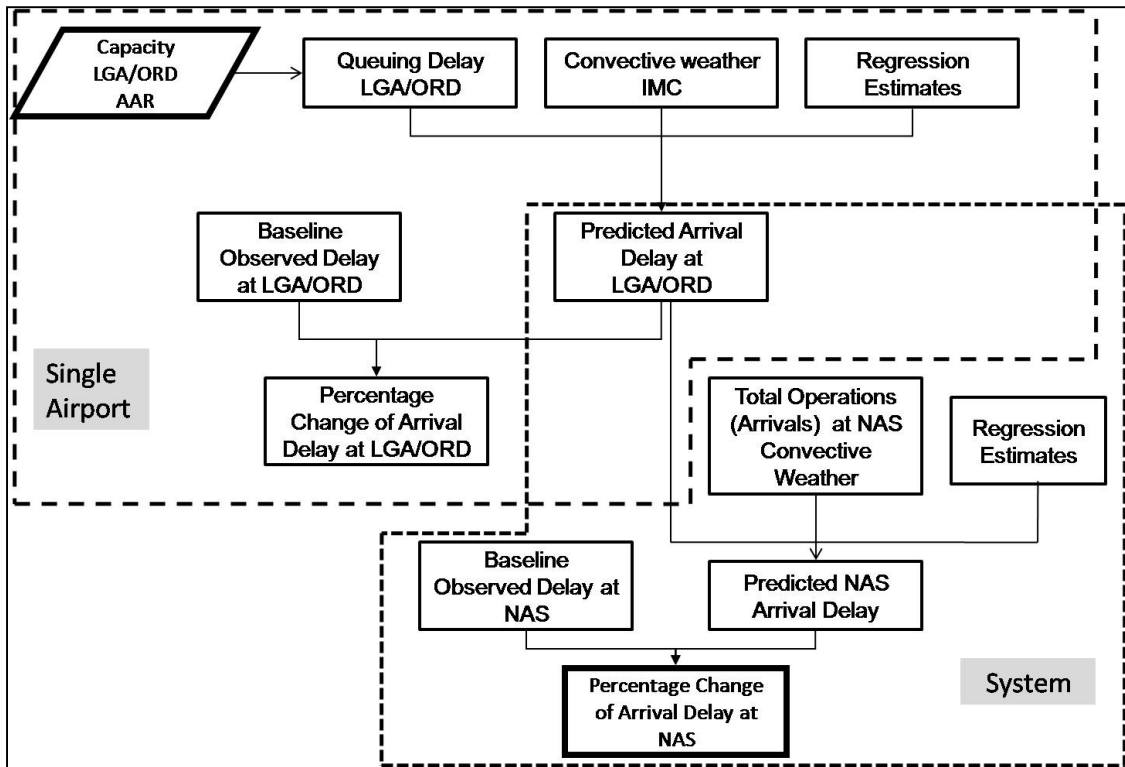 Capacity
LGA/ORD
AAR
Queuing Delay
LGA/ORD
Convective weather
IMC
Regression
Estimates
Baseline
Observed Delay
at LGA/ORD
Predicted Arrival
Delay at
LGA/ORD
Single
Airport
Percentage
Change of Arrival
Delay at LGA/ORD
Total Operations
(Arrivals) at NAS
Convective
Weather
Regression
Estimates
Baseline
Observed Delay at
NAS
Predicted NAS
Arrival Delay
Percentage Change
of Arrival Delay at
NAS
System